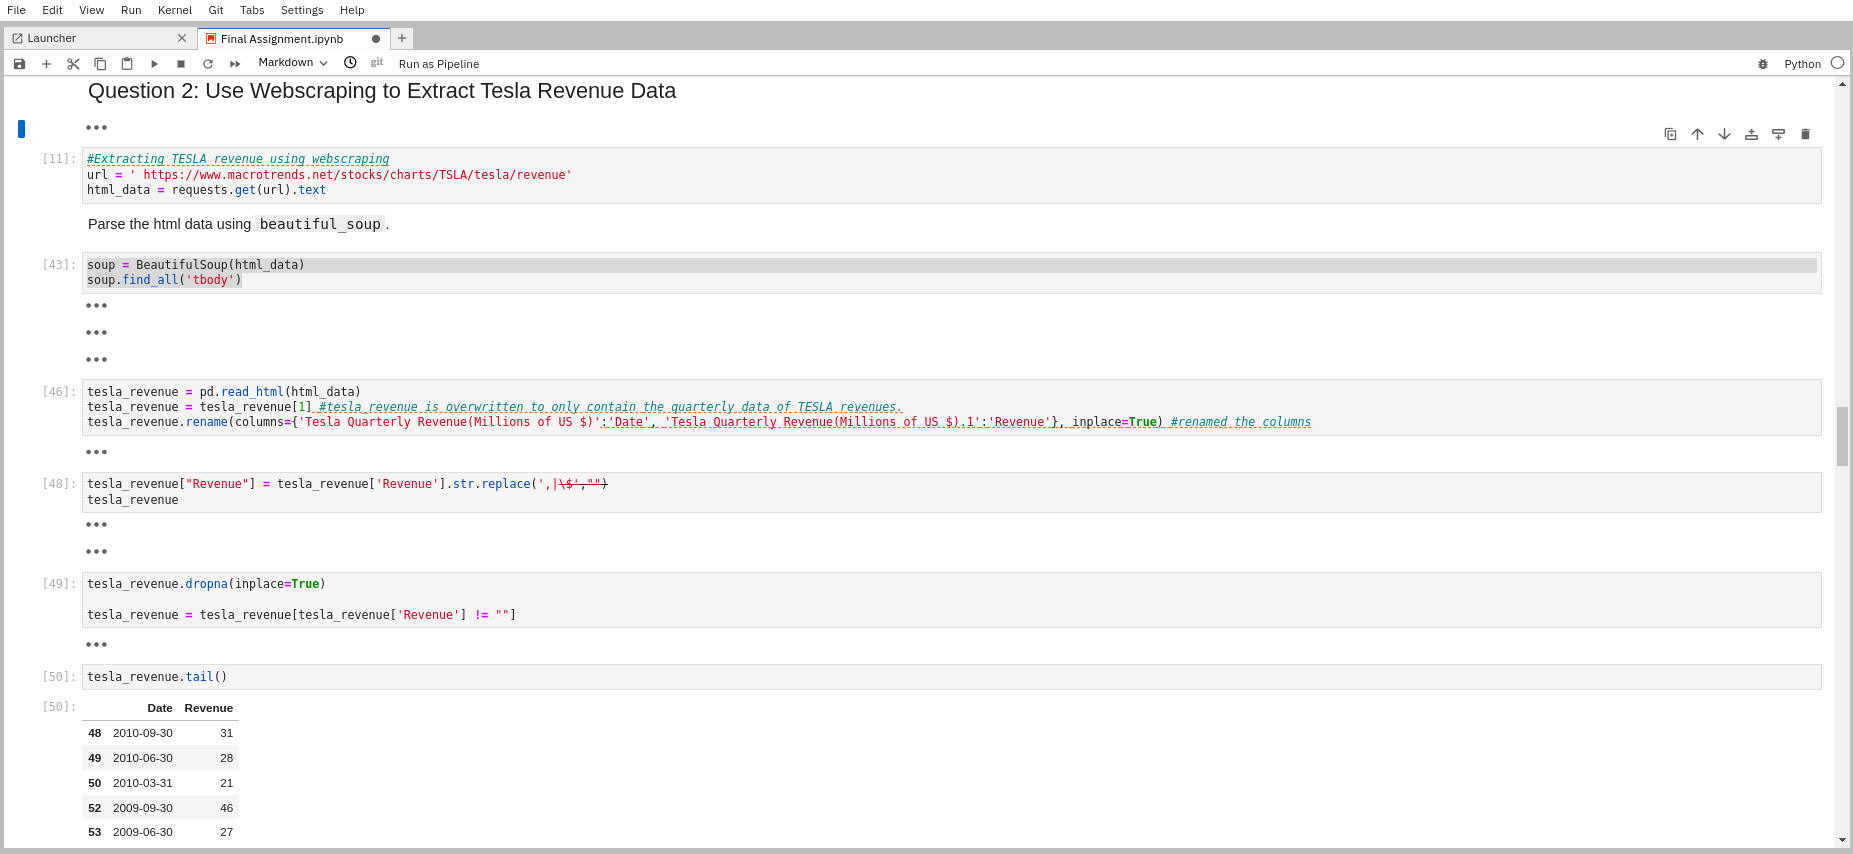 File Edit View Run Kernel Git Tabs Settings Help
Launcher
Final Assignment.ipynb
Markdown
git
Run as Pipeline
Python
Question 2: Use Webscraping to Extract Tesla Revenue Data
[11]:
#Extracting TESLA revenue using webscraping
url = ' https://www.macrotrends.net/stocks/charts/TSLA/tesla/revenue'
html_data = requests.get(url).text
Parse the html data using beautiful_soup.
[43]:
soup = BeautifulSoup(html_data)
soup.find_all('tbody')
[46]:
tesla_revenue = pd.read_html(html_data)
tesla_revenue = tesla_revenue[1] #tesla_revenue is overwritten to only contain the quarterly data of TESLA revenues.
tesla_revenue.rename(columns={'Tesla Quarterly Revenue(Millions of US $)':'Date', 'Tesla Quarterly Revenue(Millions of US $).1':'Revenue'}, inplace=True) #renamed the columns
[48]:
tesla_revenue["Revenue"] = tesla_revenue['Revenue'].str.replace(',|\$',"")
tesla_revenue
[49]:
tesla_revenue.dropna(inplace=True)
tesla_revenue = tesla_revenue[tesla_revenue['Revenue'] != ""]
[50]:
tesla_revenue.tail()
[50]:
Date Revenue
48 2010-09-30 31
49 2010-06-30 28
50 2010-03-31 21
52 2009-09-30 46
53 2009-06-30 27